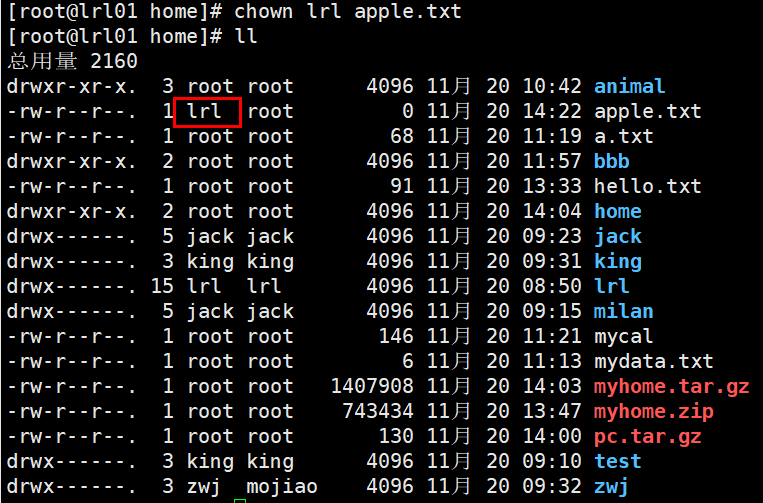 [root@lrl01 home]# chown lrl apple.txt
[root@lrl01 home]# ll
总用量 2160
drwxr-xr-x.  3 root root      4096 11月 20 10:42 animal
-rw-r--r--.  1 lrl  root         0 11月 20 14:22 apple.txt
-rw-r--r--.  1 root root        68 11月 20 11:19 a.txt
drwxr-xr-x.  2 root root      4096 11月 20 11:57 bbb
-rw-r--r--.  1 root root        91 11月 20 13:33 hello.txt
drwxr-xr-x.  2 root root      4096 11月 20 14:04 home
drwx------.  5 jack jack      4096 11月 20 09:23 jack
drwx------.  3 king king      4096 11月 20 09:31 king
drwx------. 15 lrl  lrl       4096 11月 20 08:50 lrl
drwx------.  5 jack jack      4096 11月 20 09:15 milan
-rw-r--r--.  1 root root       146 11月 20 11:21 mycal
-rw-r--r--.  1 root root         6 11月 20 11:13 mydata.txt
-rw-r--r--.  1 root root   1407908 11月 20 14:03 myhome.tar.gz
-rw-r--r--.  1 root root    743434 11月 20 13:47 myhome.zip
-rw-r--r--.  1 root root       130 11月 20 14:00 pc.tar.gz
drwx------.  3 king king      4096 11月 20 09:10 test
drwx------.  3 zwj  mojiao    4096 11月 20 09:32 zwj